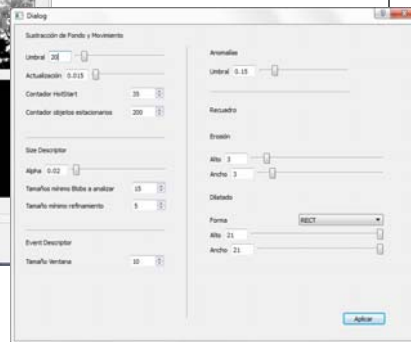 Dialog
Sustracción de Fondo y Movimiento
Umbral 20
Actualización 0.015
Contador HotStart 35
Contador objetos estacionarios 200
Size Descriptor
Alpha 0.02
Tamaños mínimo Blobs a analizar 15
Tamaño mínimo refinamiento 5
Event Descriptor
Tamaño Ventana 10
Anomalías
Umbral 0.15
Recuadro
Erosión
Alto 3
Ancho 3
Dilatado
Forma RECT
Alto 21
Ancho 21
Aplicar